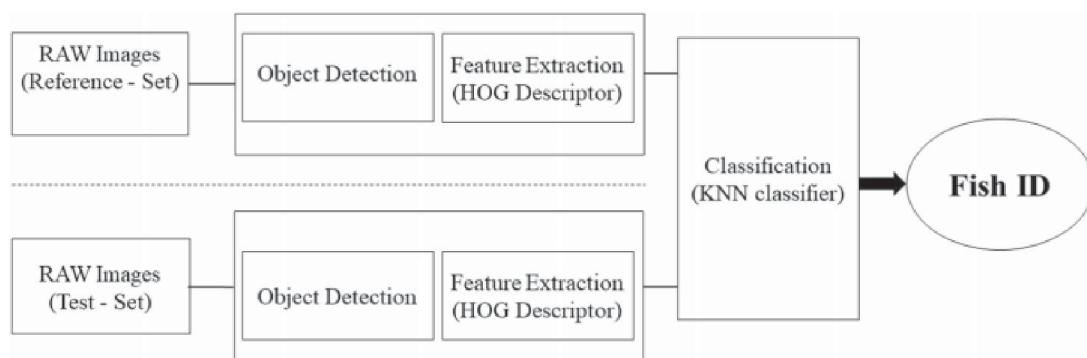 RAW Images
(Reference - Set)
Object Detection
Feature Extraction
(HOG Descriptor)
Classification
(KNN classifier)
Fish ID
RAW Images
(Test - Set)
Object Detection
Feature Extraction
(HOG Descriptor)